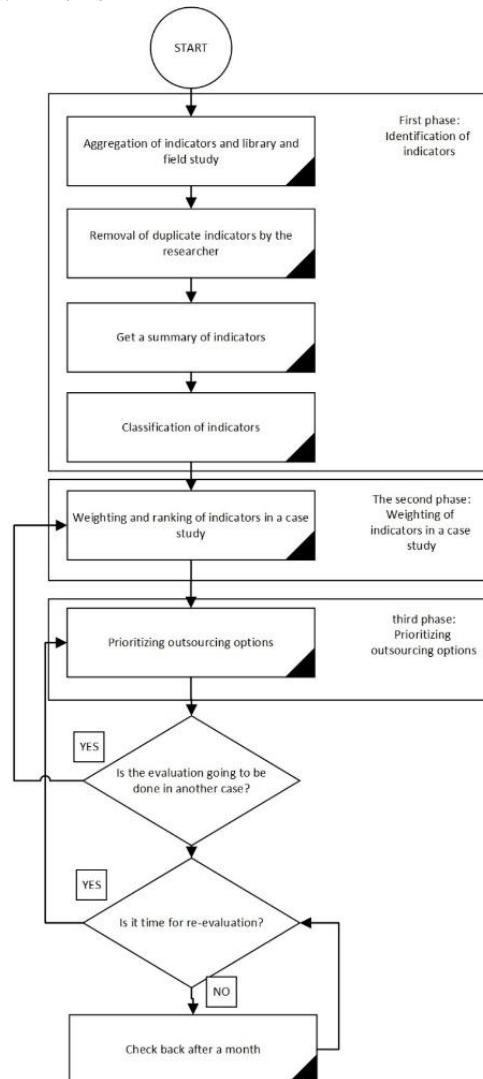 START
First phase:
Identification of
indicators
Aggregation of indicators and library and
field study
Removal of duplicate indicators by the
researcher
Get a summary of indicators
Classification of indicators
The second phase:
Weighting of
indicators in a case
study
Weighting and ranking of indicators in a case
study
third phase:
Prioritizing
outsourcing options
Prioritizing outsourcing options
YES
Is the evaluation going to be
done in another case?
YES
Is it time for re-evaluation?
NO
Check back after a month